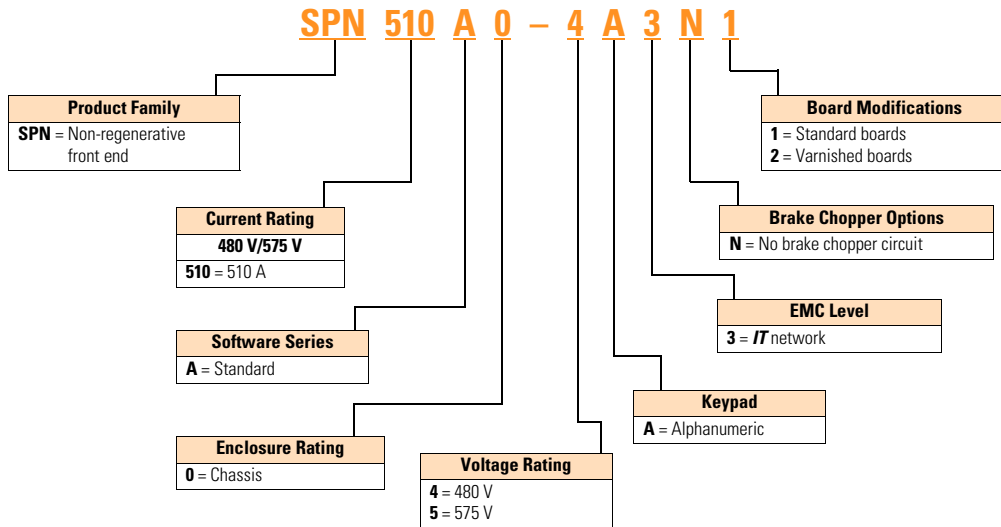 SPN 510 A 0 – 4 A 3 N 1
Product Family
SPN = Non-regenerative
front end
Current Rating
480 V/575 V
510 = 510 A
Software Series
A = Standard
Enclosure Rating
0 = Chassis
Voltage Rating
4 = 480 V
5 = 575 V
Keypad
A = Alphanumeric
EMC Level
3 = IT network
Brake Chopper Options
N = No brake chopper circuit
Board Modifications
1 = Standard boards
2 = Varnished boards